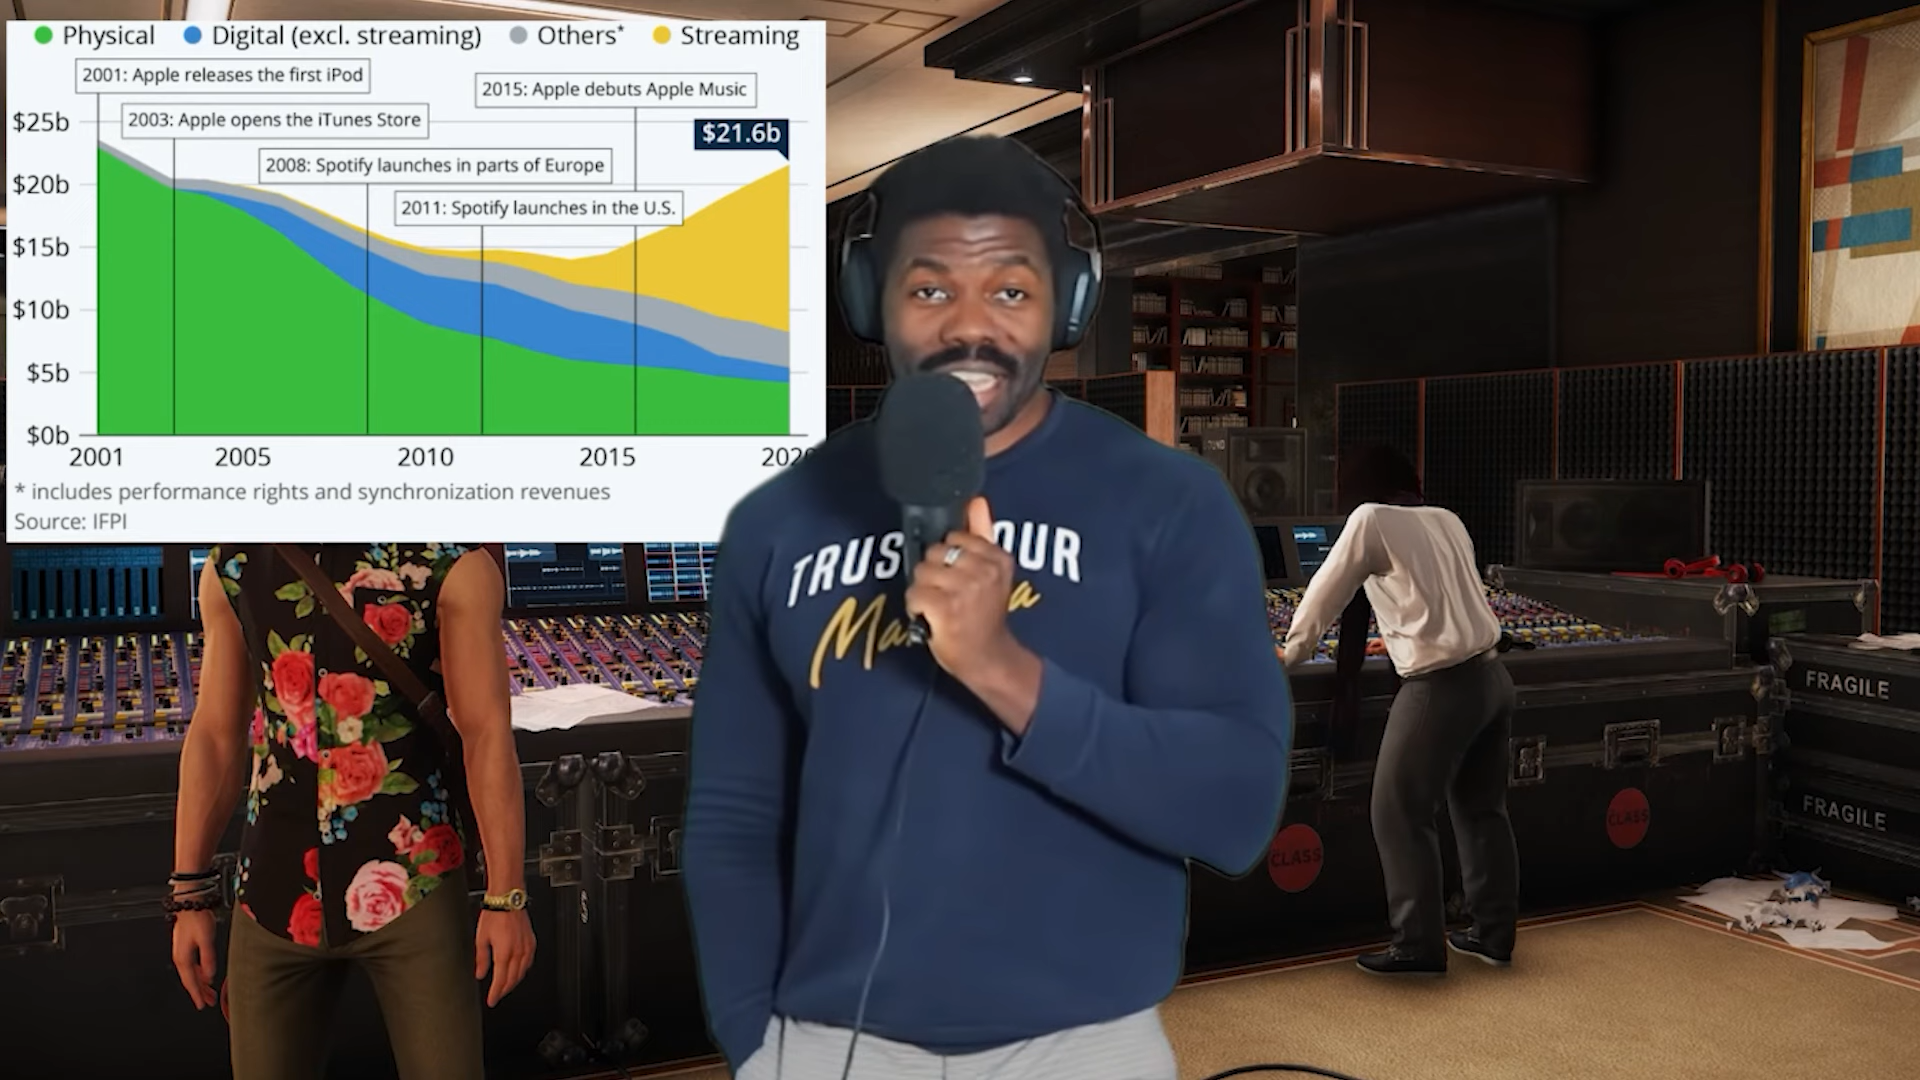 Physical Digital (excl. streaming) Others* Streaming
2001: Apple releases the first iPod
2015: Apple debuts Apple Music
2003: Apple opens the iTunes Store
$21.6b
2008: Spotify launches in parts of Europe
2011: Spotify launches in the U.S.
$25b
$20b
$15b
$10b
$5b
$0b
2001 2005 2010 2015
* includes performance rights and synchronization revenues
Source: IFPI
FRAGILE
FRAGILE
CLASS
CLASS